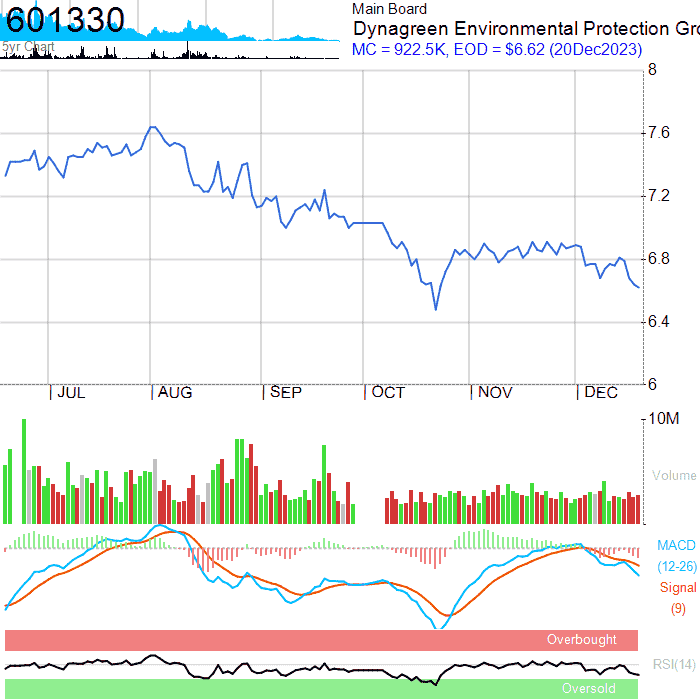 601330
5yr Chart
Main Board
Dynagreen Environmental Protection Gro
MC = 922.5K, EOD = $6.62 (20Dec2023)
8
7.6
7.2
6.8
6.4
6
JUL
AUG
SEP
OCT
NOV
DEC
10M
Volume
MACD
(12-26)
Signal
(9)
Overbought
RSI(14)
Oversold